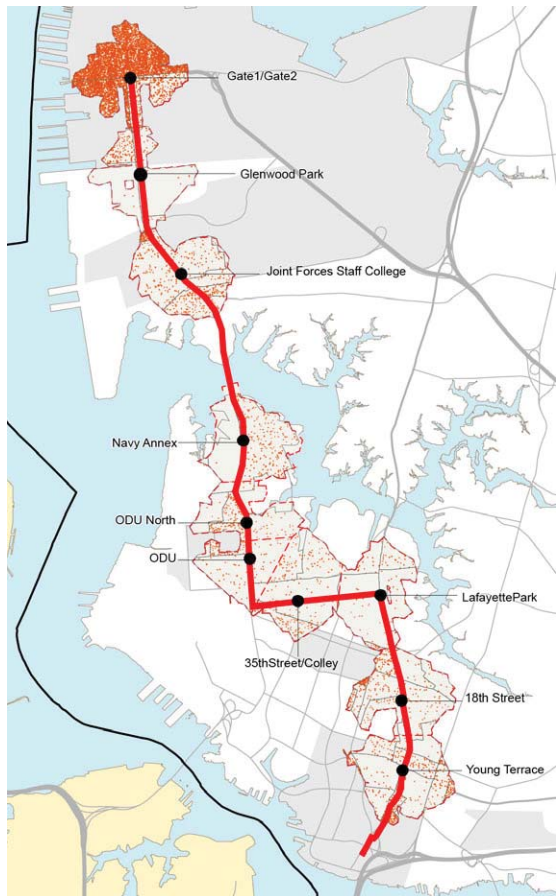 Gate1/Gate2
Glenwood Park
Joint Forces Staff College
Navy Annex
ODU North
ODU
LafayettePark
35thStreet/Colley
18th Street
Young Terrace